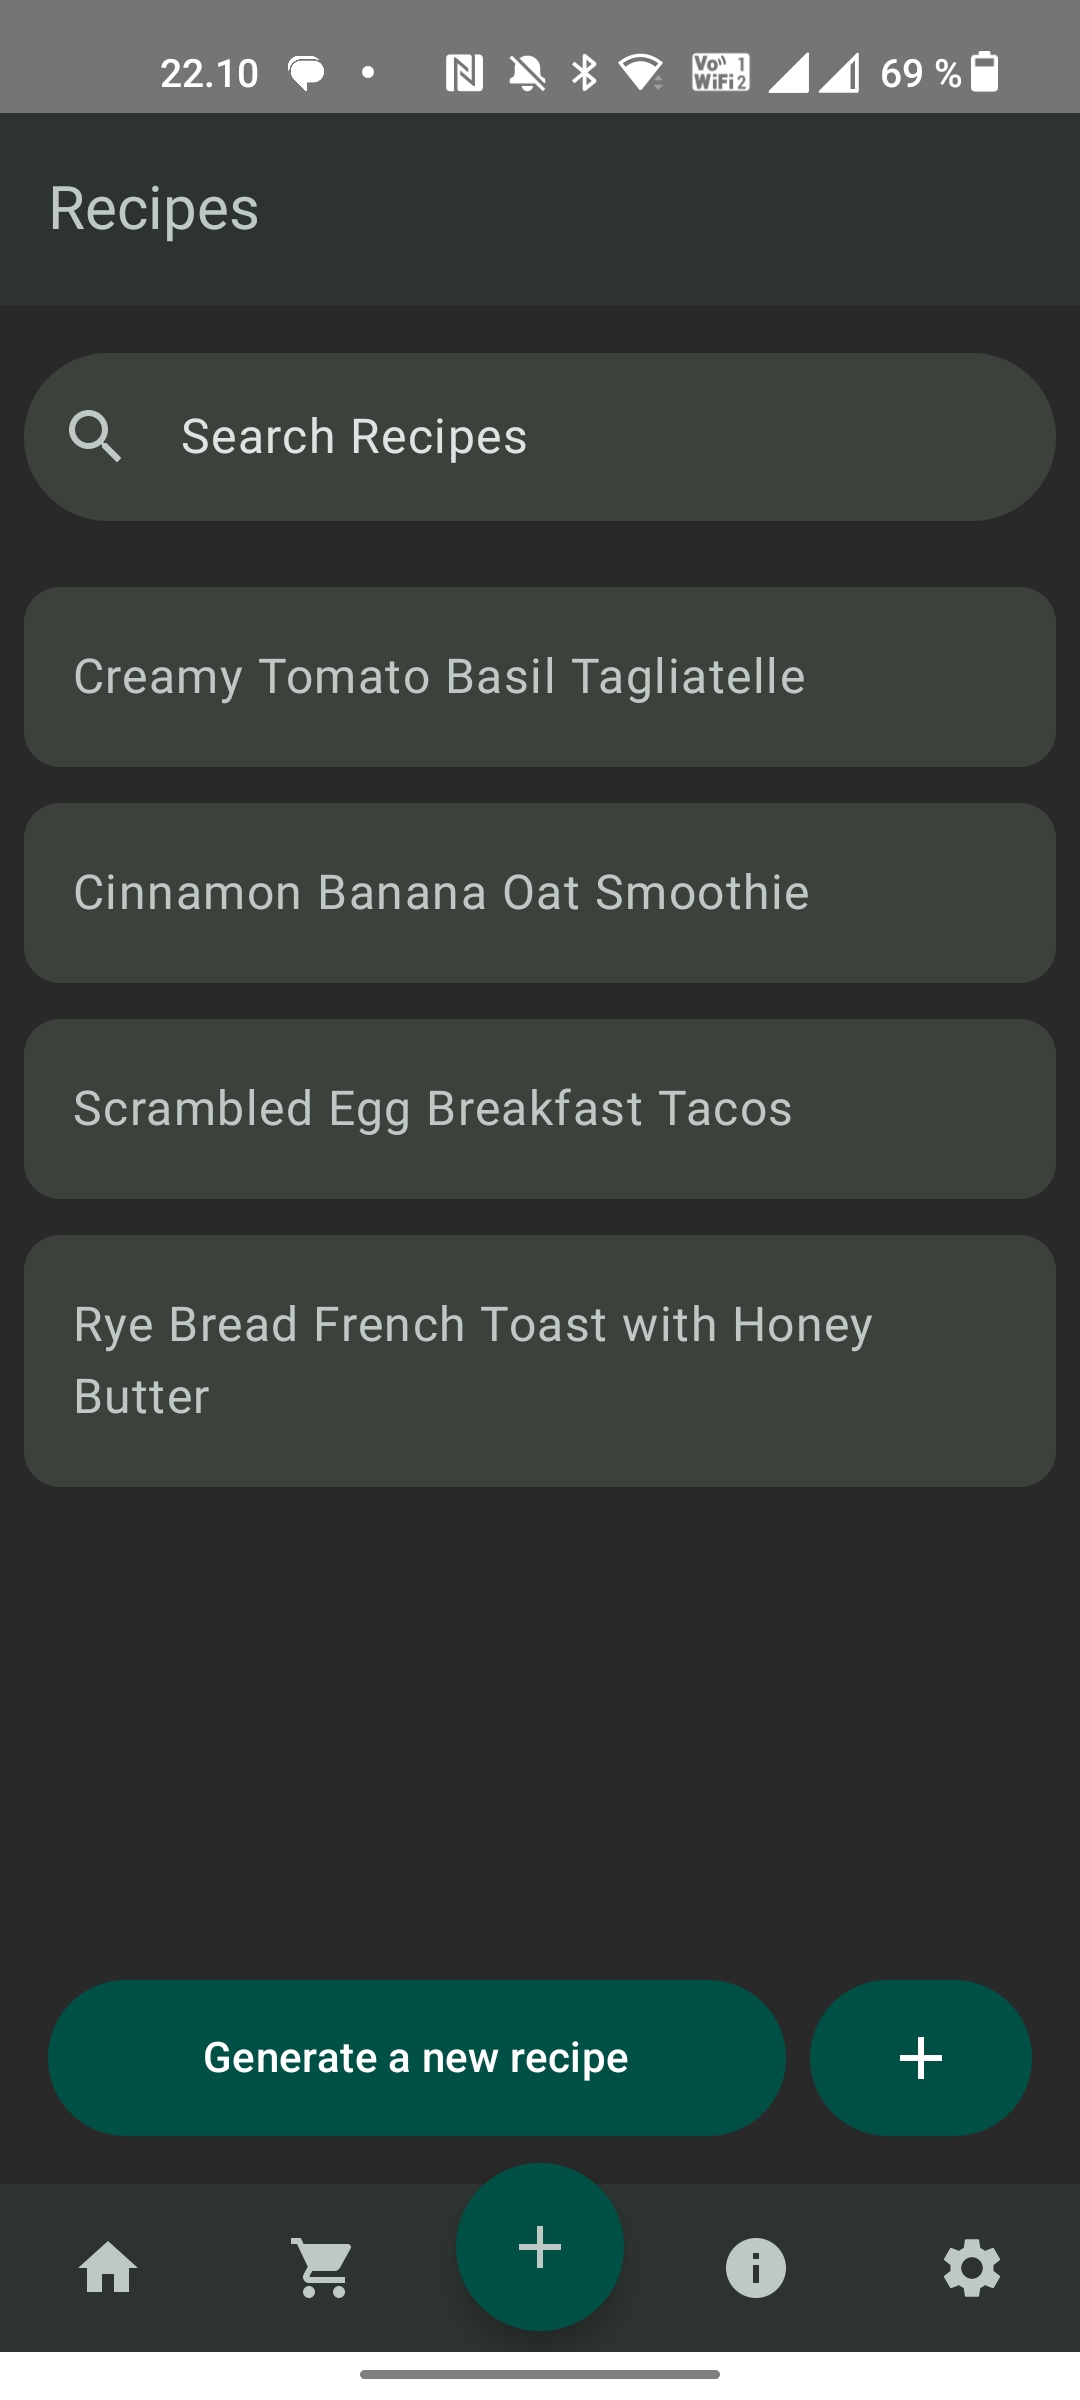 22.10
Vo 1
WiFi 2
69 %
Recipes
Search Recipes
Creamy Tomato Basil Tagliatelle
Cinnamon Banana Oat Smoothie
Scrambled Egg Breakfast Tacos
Rye Bread French Toast with Honey
Butter
Generate a new recipe